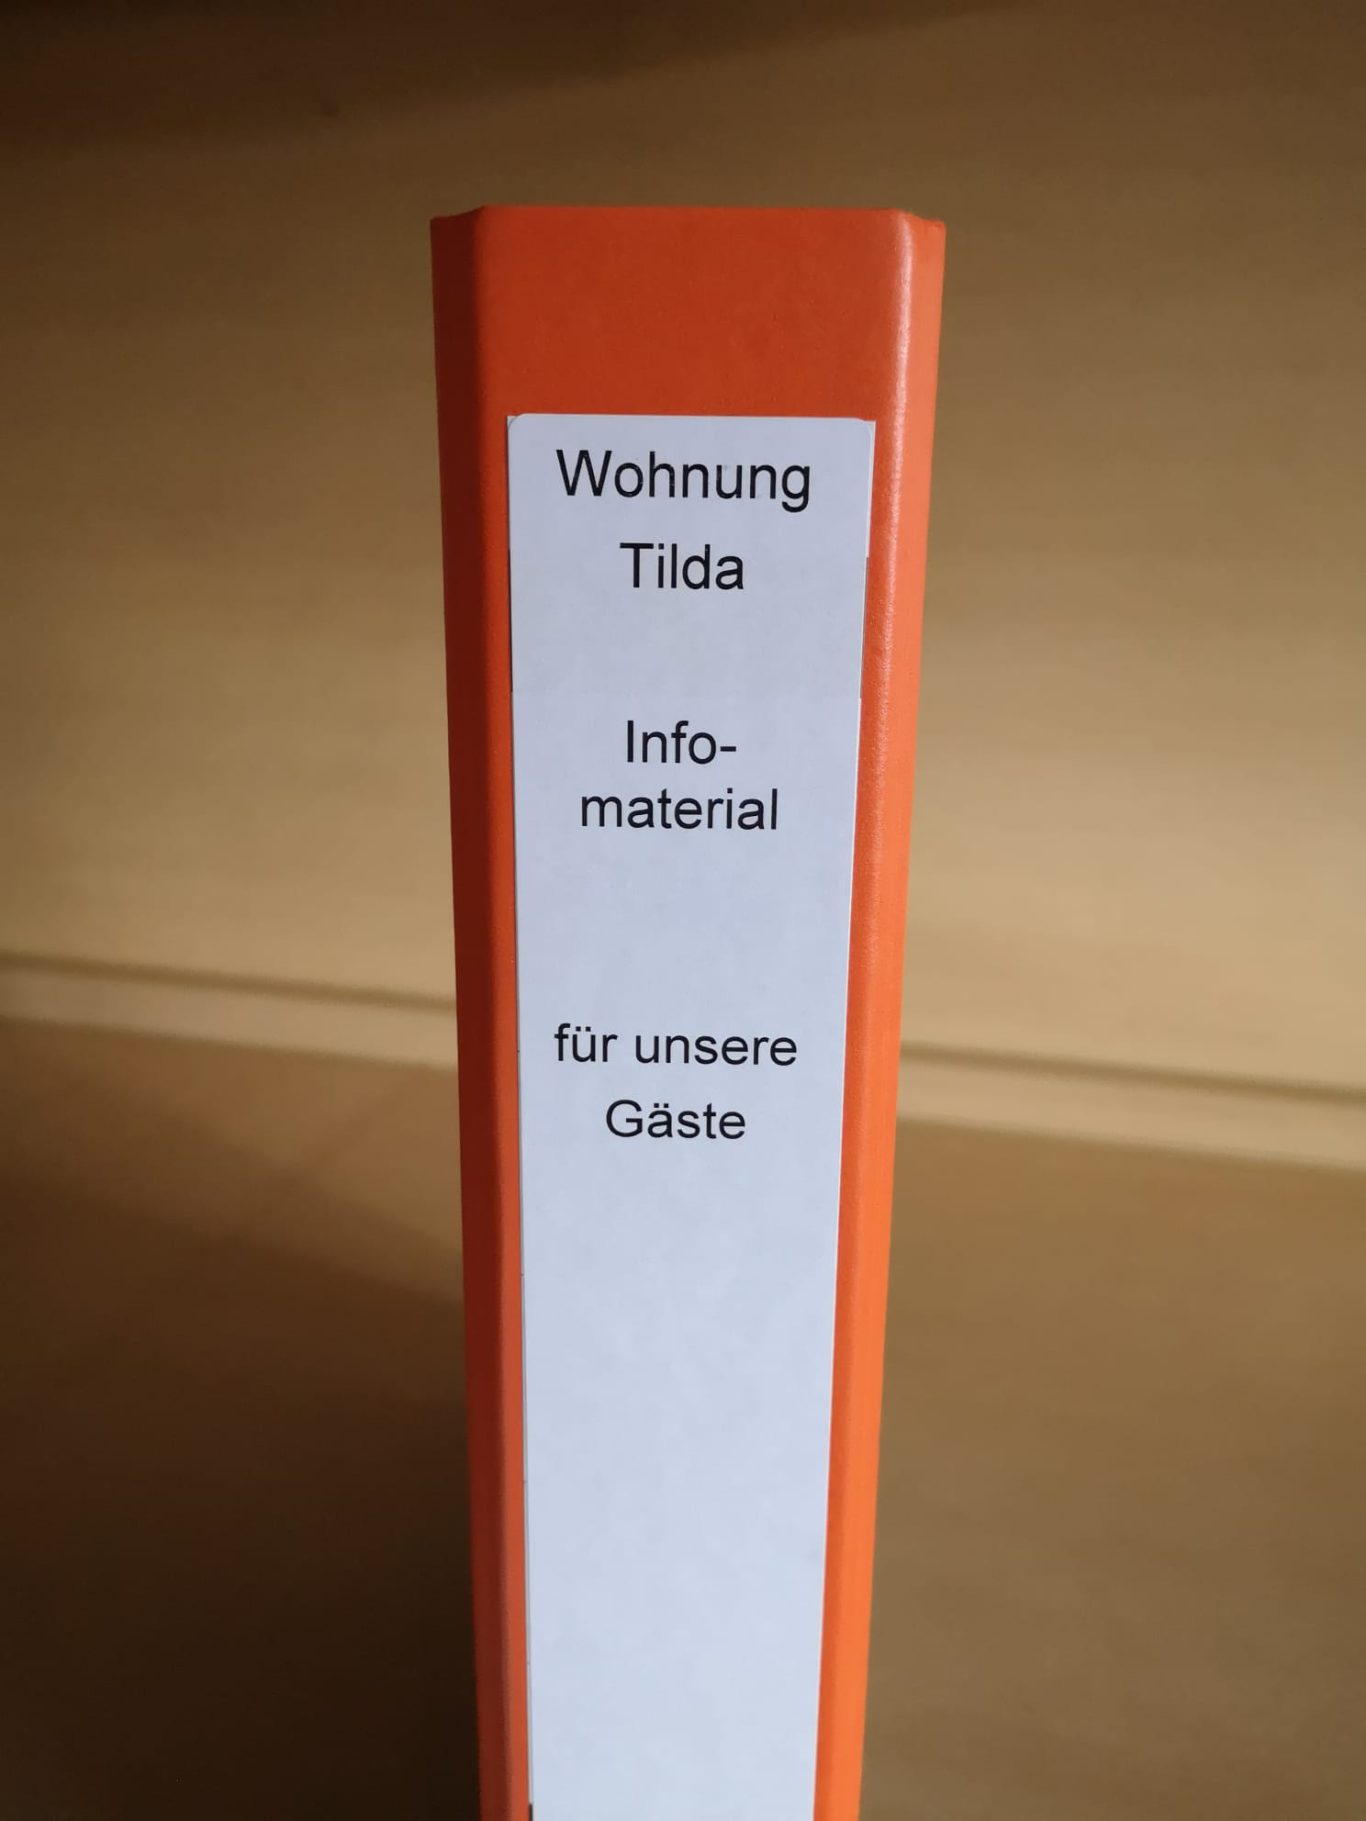 Wohnung
Tilda
Info-
material
für unsere
Gäste